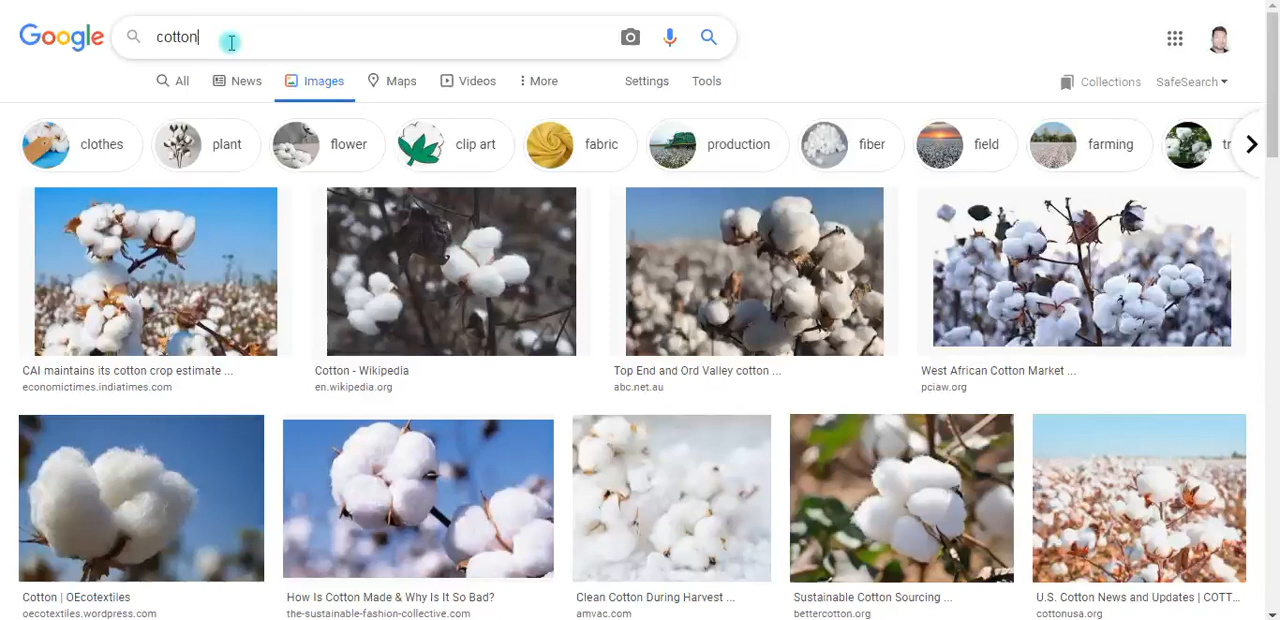 Google
cotton
All News Images Maps Videos More Settings Tools Collections SafeSearch
clothes plant flower clip art fabric production fiber field farming tr
CAI maintains its cotton crop estimate ... Cotton - Wikipedia Top End and Ord Valley cotton ... West African Cotton Market ...
economictimes.indiatimes.com en.wikipedia.org abc.net.au pciaw.org
Cotton | OEcotextiles How Is Cotton Made & Why Is It So Bad? Clean Cotton During Harvest ... Sustainable Cotton Sourcing ... U.S. Cotton News and Updates | COTT...
oecotextiles.wordpress.com the-sustainable-fashion-collective.com amvac.com bettercotton.org cottonusa.org